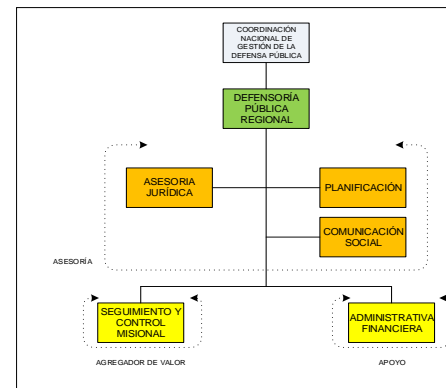 COORDINACIÓN
NACIONAL DE
GESTIÓN DE LA
DEFENSA PÚBLICA
DEFENSORÍA
PÚBLICA
REGIONAL
ASESORIA
JURÍDICA
PLANIFICACIÓN
COMUNICACIÓN
SOCIAL
ASESORÍA
SEGUIMIENTO Y
CONTROL
MISIONAL
ADMINISTRATIVA
FINANCIERA
AGREGADOR DE VALOR
APOYO